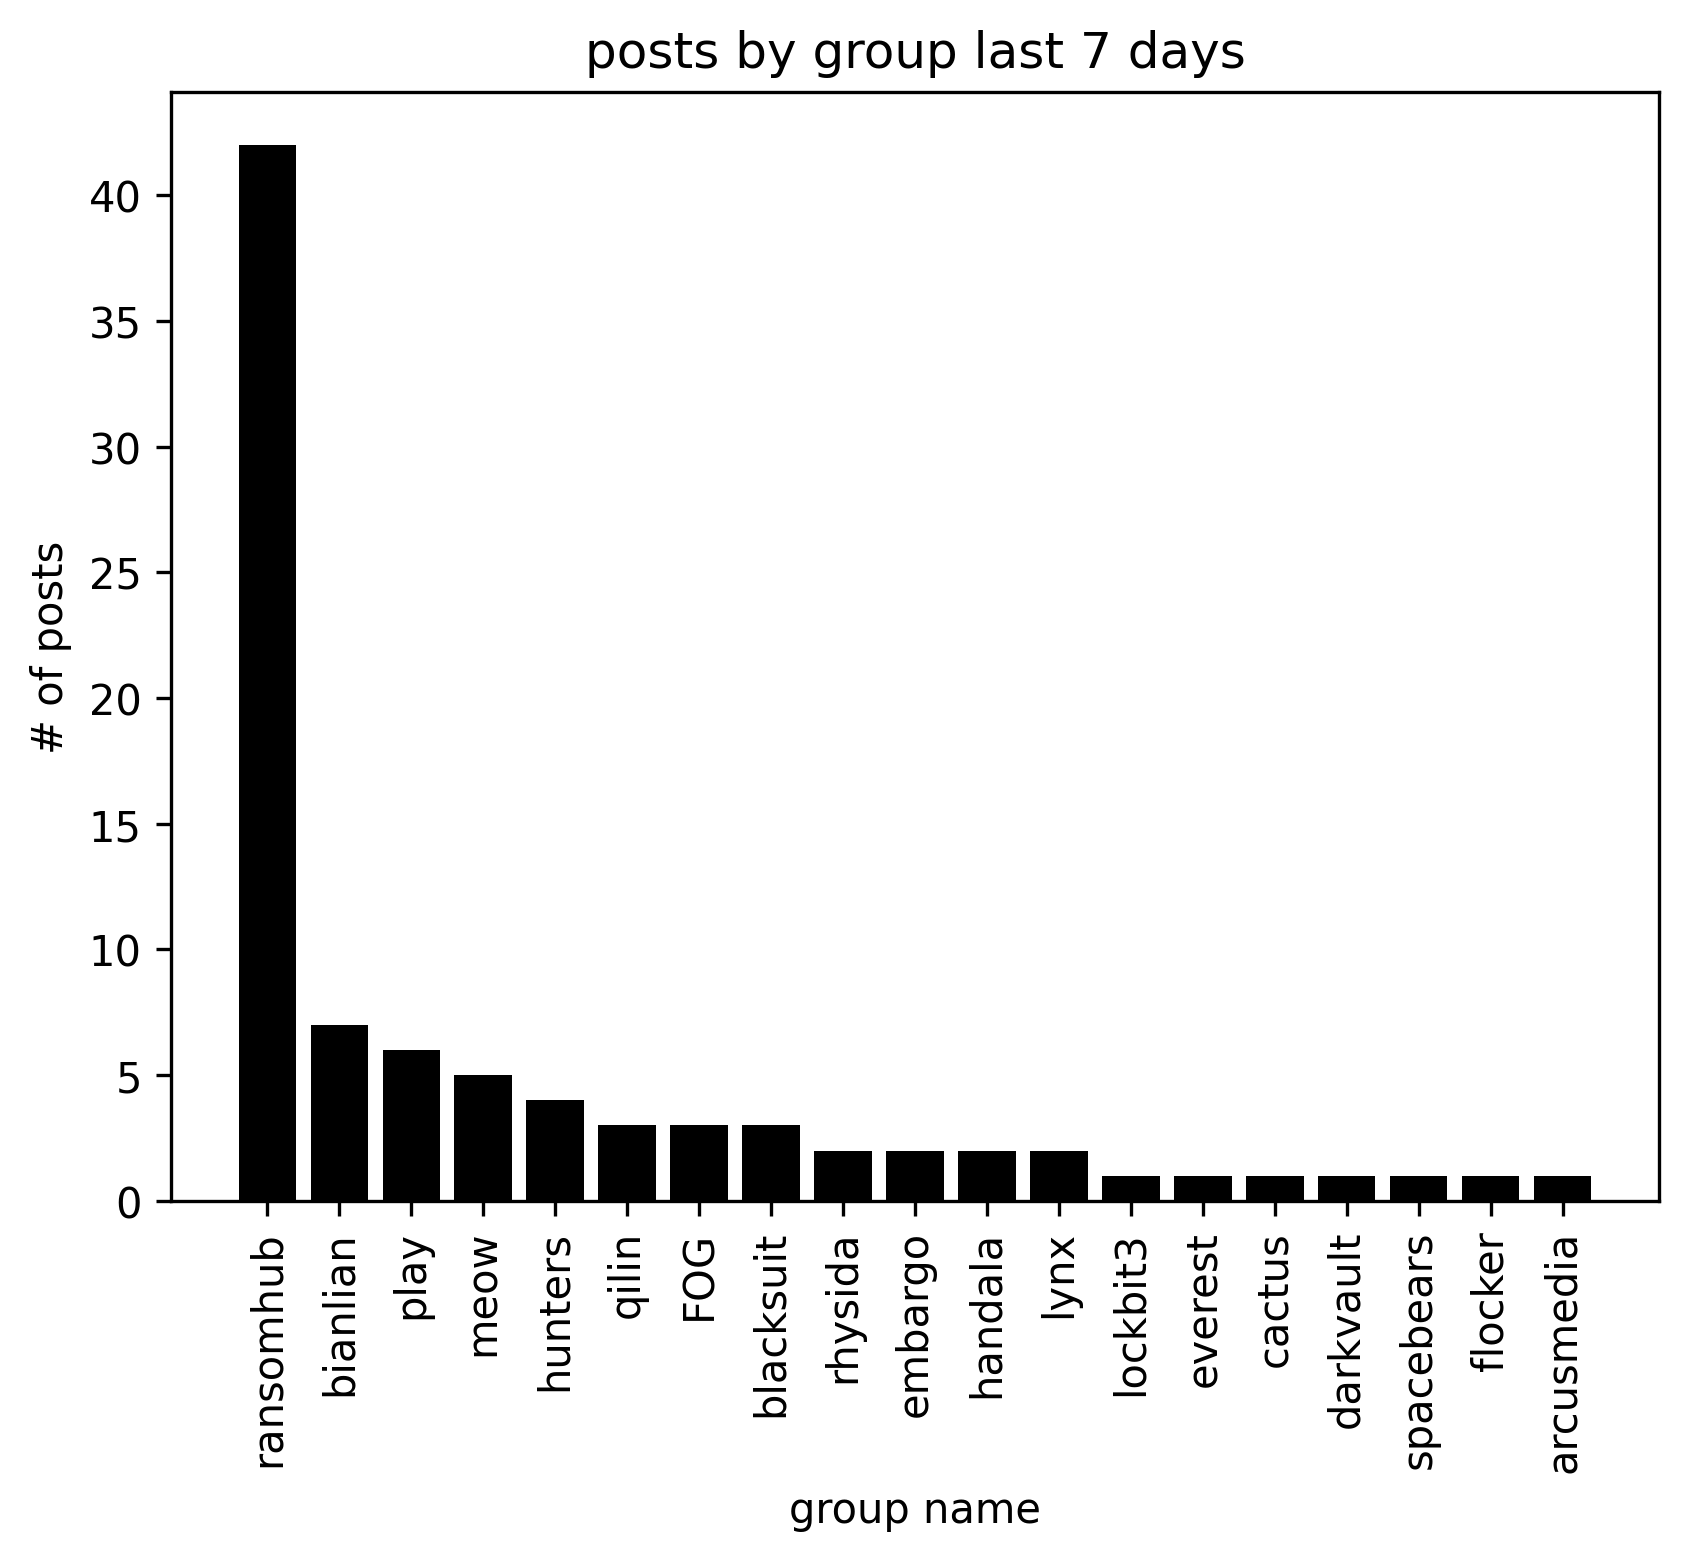 posts by group last 7 days
# of posts
40
35
30
25
20
15
10
5
0
ransomhub
bianlian
play
meow
hunters
qilin
FOG
blacksuit
rhysida
embargo
handala
lynx
lockbit3
everest
cactus
darkvault
spacebears
flocker
arcusmedia
group name